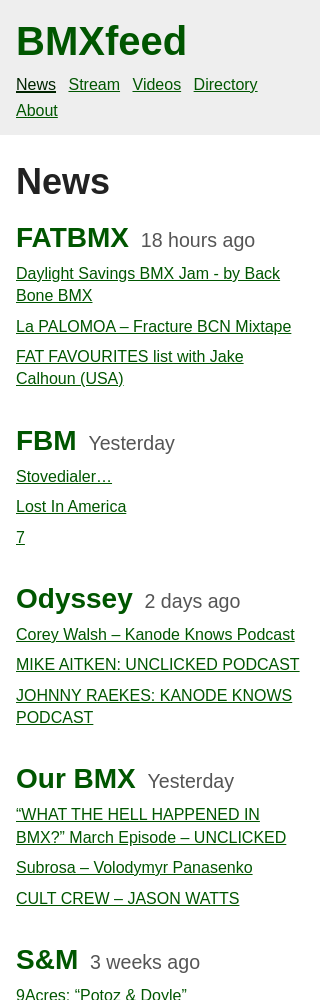 BMXfeed
News Stream Videos Directory
About
News
FATBMX 18 hours ago
Daylight Savings BMX Jam - by Back
Bone BMX
La PALOMOA – Fracture BCN Mixtape
FAT FAVOURITES list with Jake
Calhoun (USA)
FBM Yesterday
Stovedialer…
Lost In America
7
Odyssey 2 days ago
Corey Walsh – Kanode Knows Podcast
MIKE AITKEN: UNCLICKED PODCAST
JOHNNY RAEKES: KANODE KNOWS
PODCAST
Our BMX Yesterday
“WHAT THE HELL HAPPENED IN
BMX?” March Episode – UNCLICKED
Subrosa – Volodymyr Panasenko
CULT CREW – JASON WATTS
S&M 3 weeks ago
9Acres: “Potoz & Doyle”